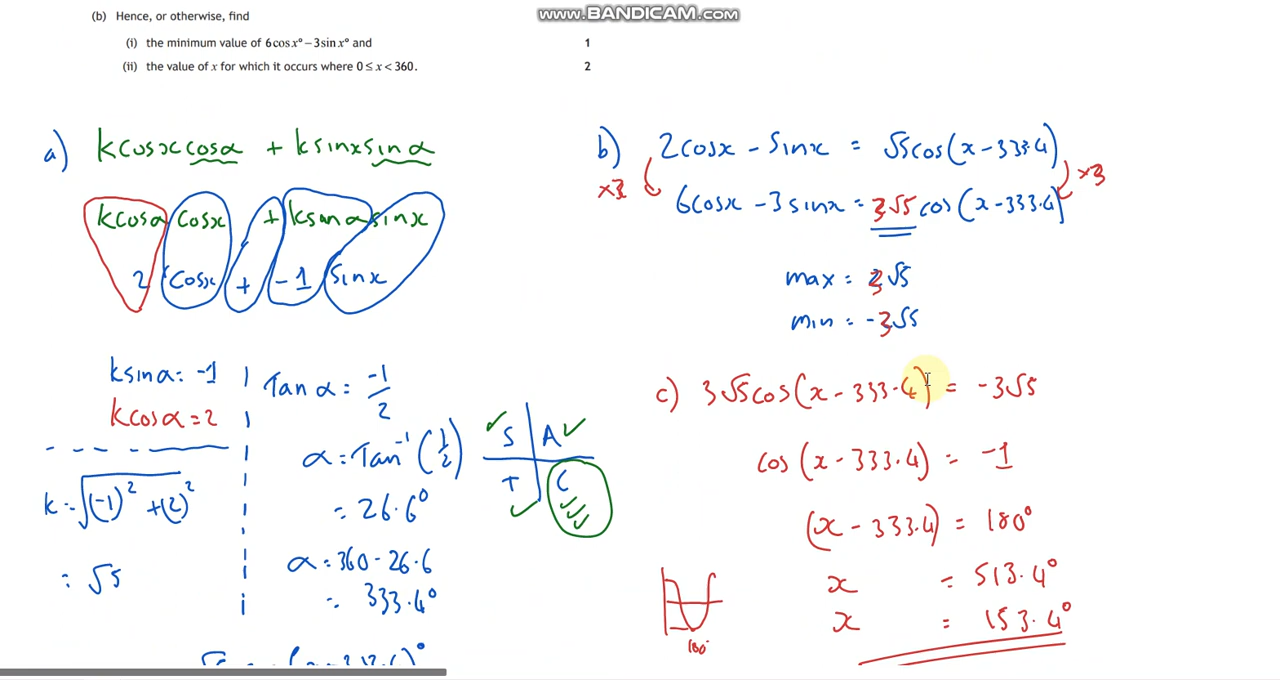 www.BANDICAM.com
(b) Hence, or otherwise, find
(i) the minimum value of 6cosx° – 3sinx° and 1
(ii) the value of x for which it occurs where 0 ≤ x < 360. 2
a) kcosxcosα + ksinxsinα
kcosα cosx + ksinα sinx
2 cosx + -1 sinx
ksinα = -1
kcosα = 2
k = √(-1)² + (2)²
= √5
Tan α = -1/2
α = Tan⁻¹ (1/2)
= 26.6°
α = 360 - 26.6
= 333.4°
S A
T C
b) 2cosx - sinx = √5cos(x - 333.4)
×3 ×3
6cosx - 3sinx = 3√5 cos(x - 333.4)
max = 3√5
min = -3√5
c) 3√5cos(x - 333.4) = -3√5
cos(x - 333.4) = -1
(x - 333.4) = 180°
x = 513.4°
x = 153.4°
180°